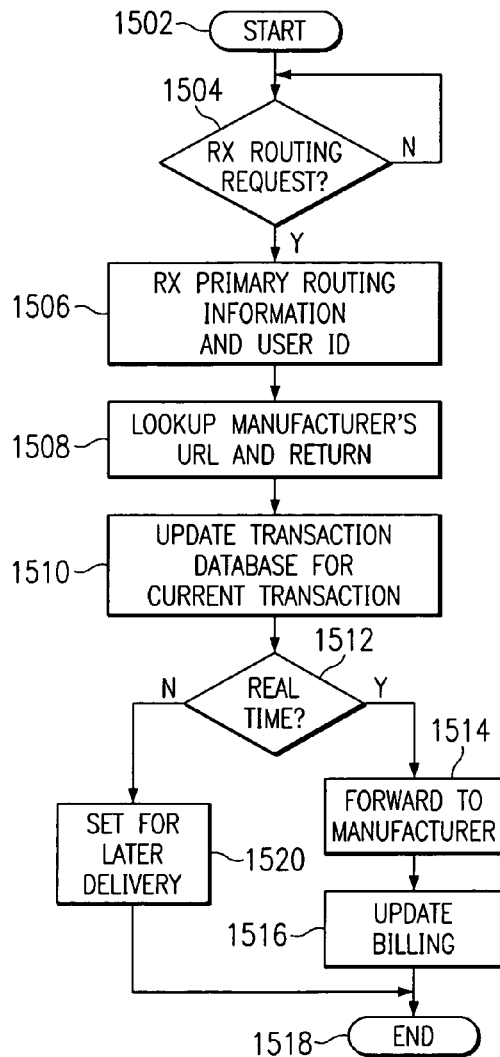 1502
START
1504
RX ROUTING
REQUEST?
N
Y
1506
RX PRIMARY ROUTING
INFORMATION
AND USER ID
1508
LOOKUP MANUFACTURER'S
URL AND RETURN
1510
UPDATE TRANSACTION
DATABASE FOR
CURRENT TRANSACTION
1512
N
REAL
TIME?
Y
1514
FORWARD TO
MANUFACTURER
SET FOR
LATER
DELIVERY
1520
1516
UPDATE
BILLING
1518
END